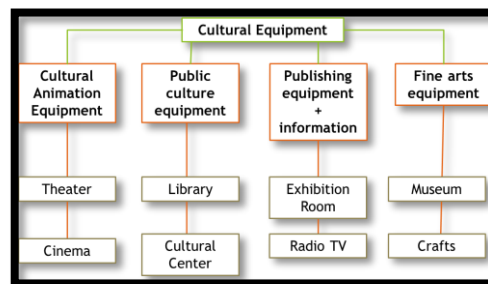 Cultural Equipment
Cultural
Animation
Equipment
Public
culture
equipment
Publishing
equipment
+
information
Fine arts
equipment
Theater
Library
Exhibition
Room
Museum
Cinema
Cultural
Center
Radio TV
Crafts